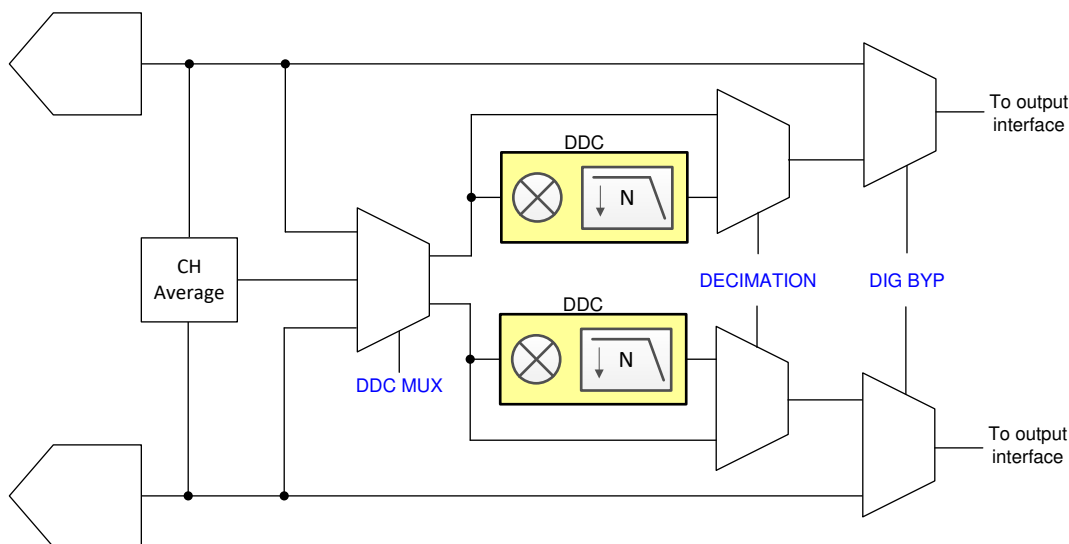 To output
interface
DDC
N
CH
Average
DECIMATION
DIG BYP
DDC
N
DDC MUX
To output
interface